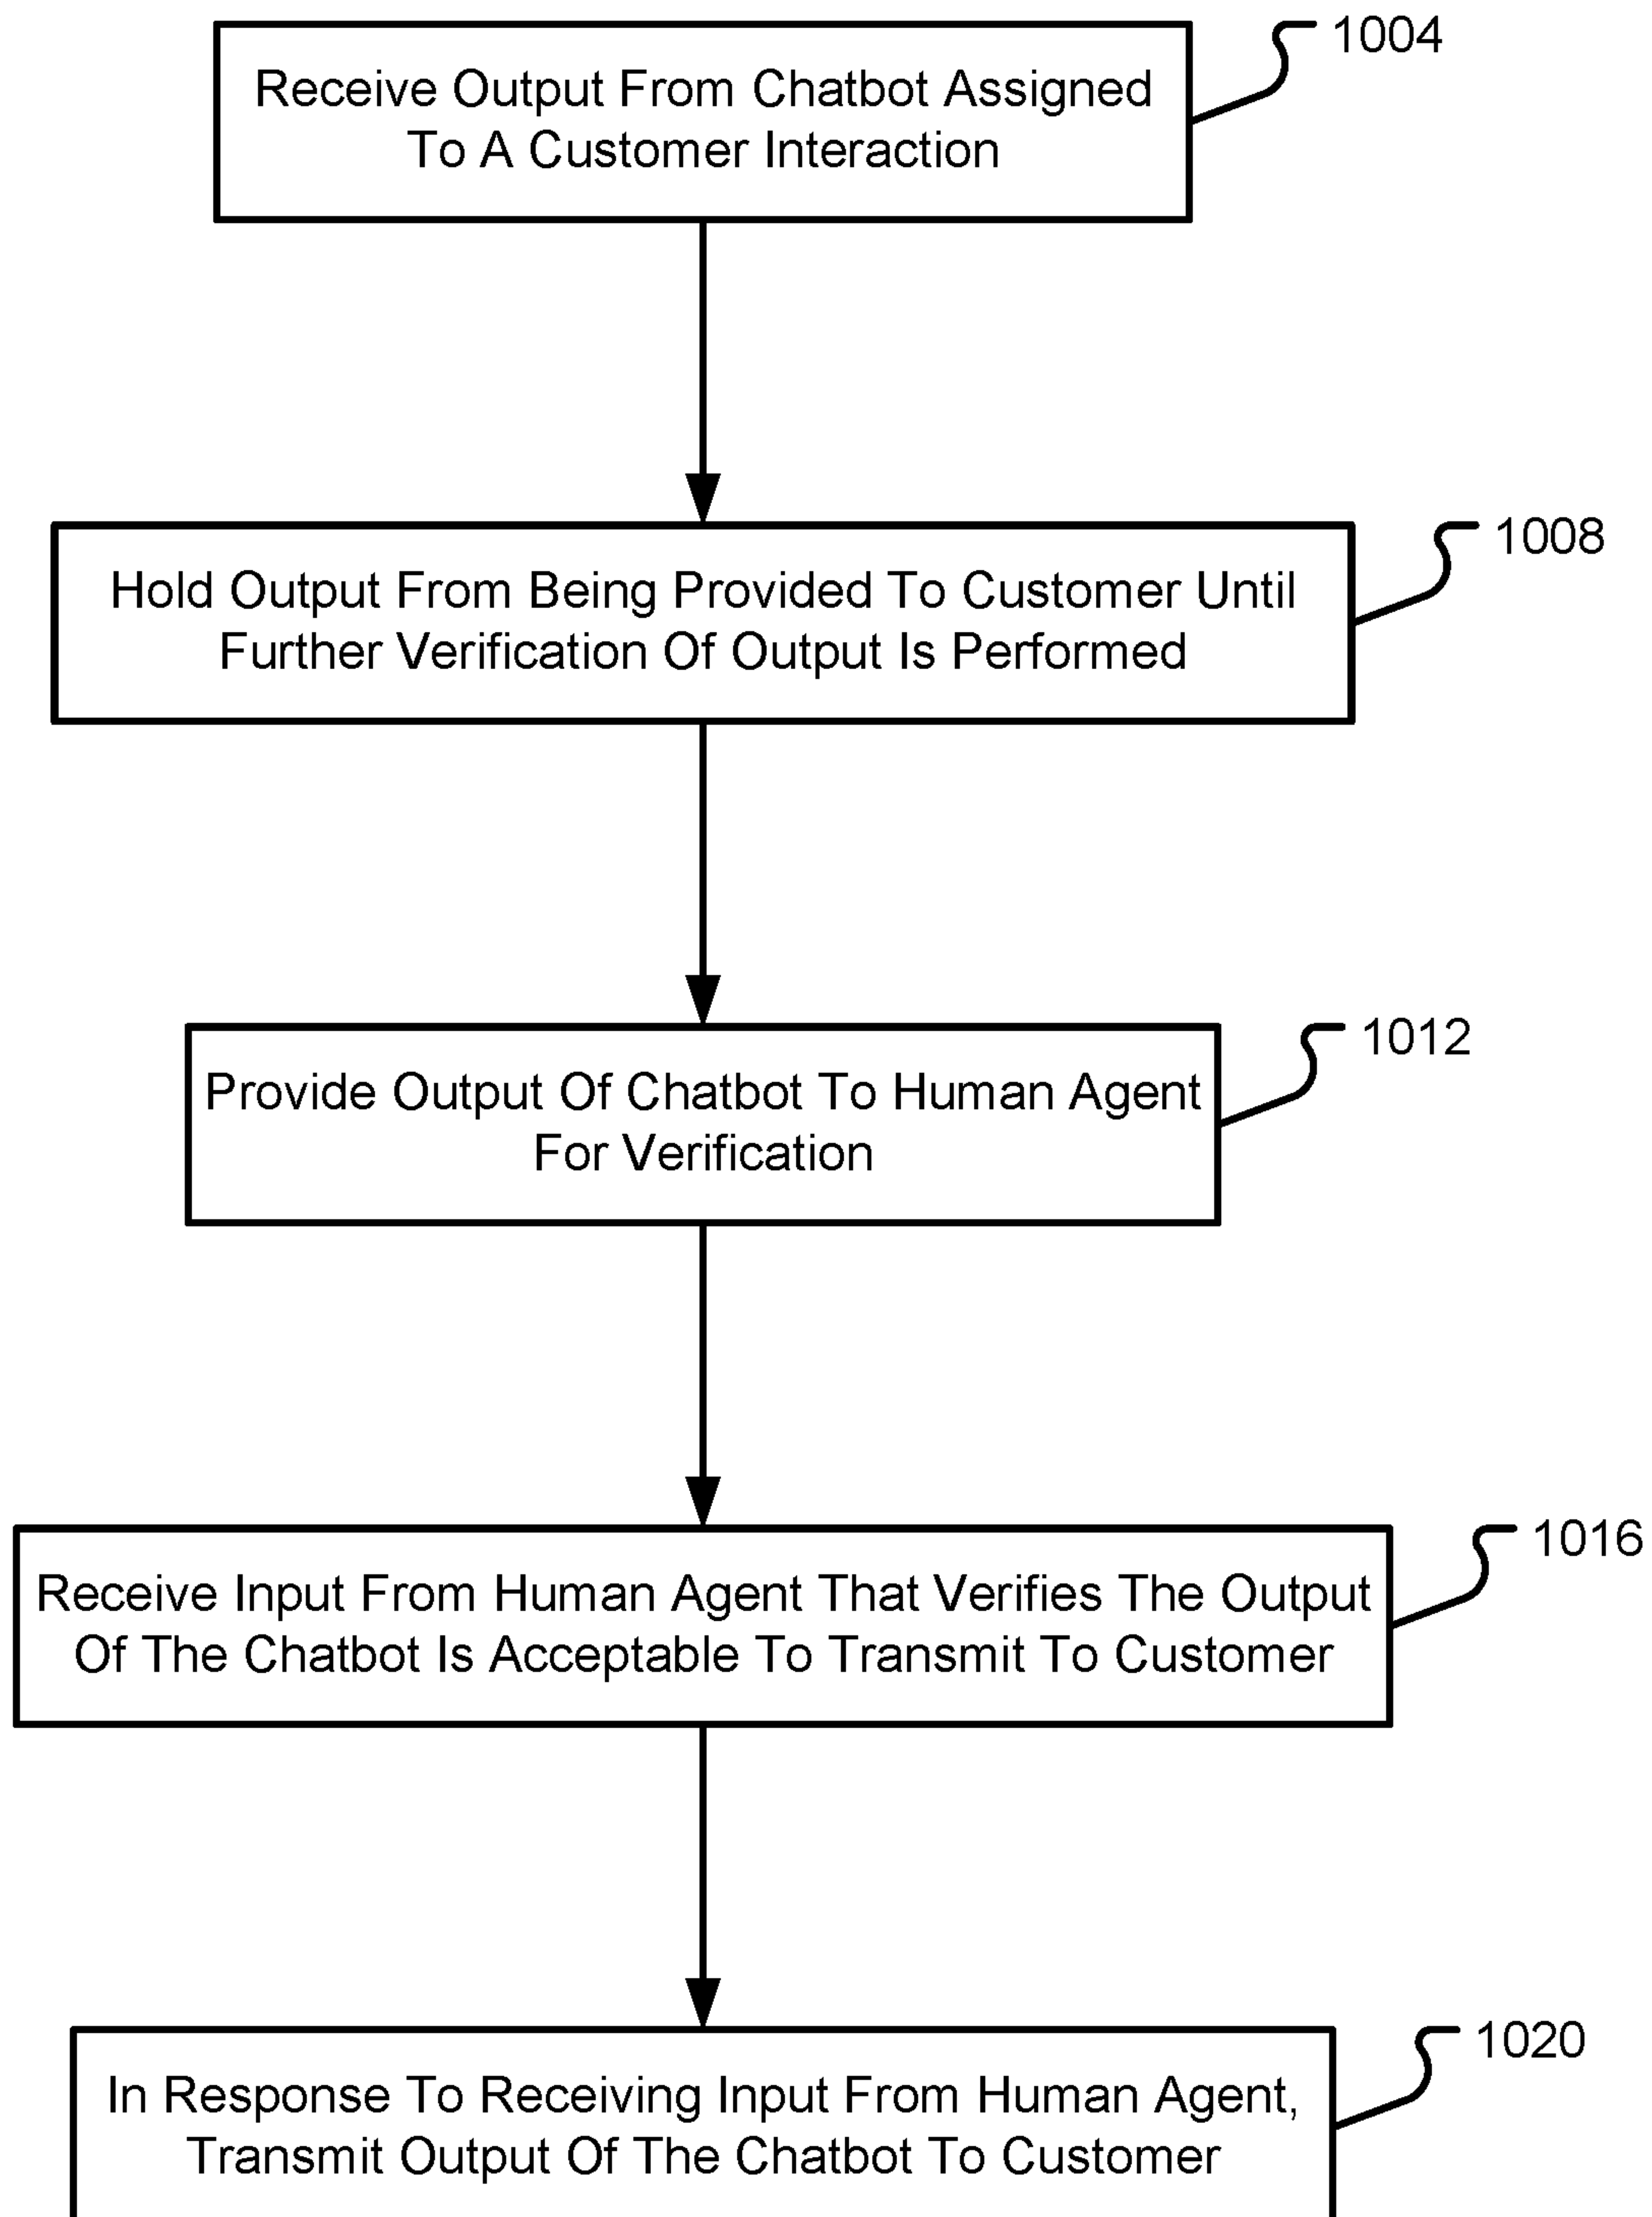 1004
Receive Output From Chatbot Assigned
To A Customer Interaction
1008
Hold Output From Being Provided To Customer Until
Further Verification Of Output Is Performed
1012
Provide Output Of Chatbot To Human Agent
For Verification
1016
Receive Input From Human Agent That Verifies The Output
Of The Chatbot Is Acceptable To Transmit To Customer
1020
In Response To Receiving Input From Human Agent,
Transmit Output Of The Chatbot To Customer